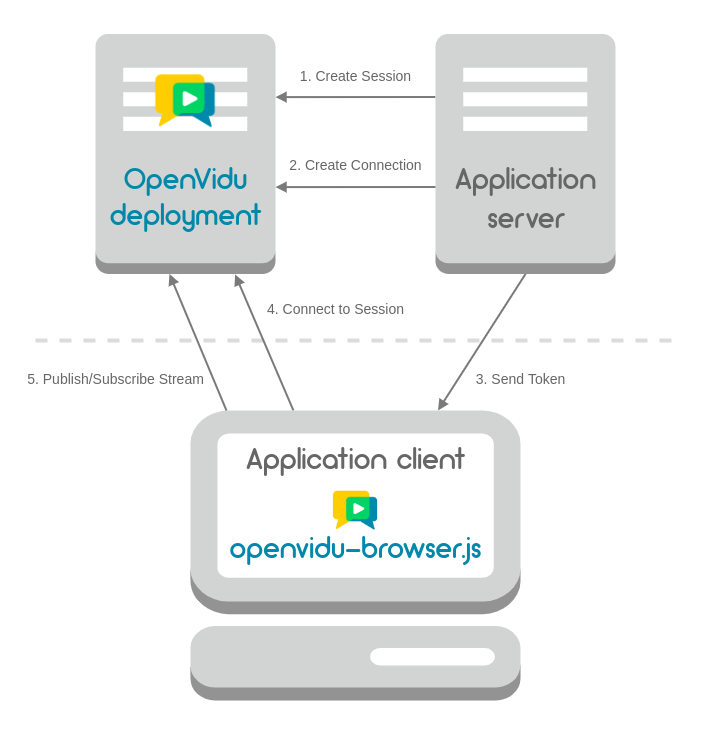 1. Create Session
2. Create Connection
OpenVidu
deployment
Application
server
4. Connect to Session
5. Publish/Subscribe Stream
3. Send Token
Application client
openvidu-browser.js